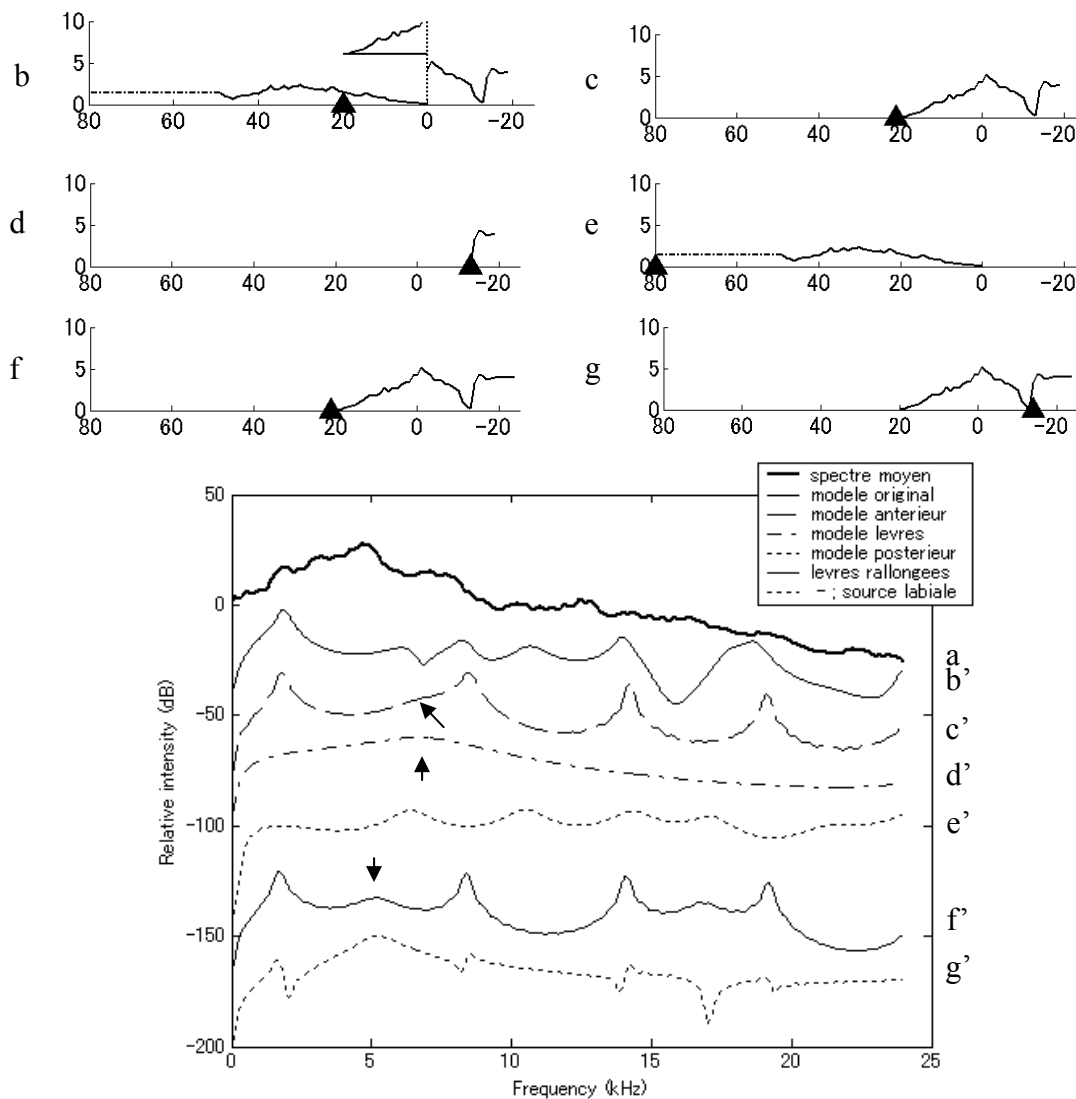 b
10
5
0
80 60 40 20 0 -20
c
10
5
0
80 60 40 20 0 -20
d
10
5
0
80 60 40 20 0 -20
e
10
5
0
80 60 40 20 0 -20
f
10
5
0
80 60 40 20 0 -20
g
10
5
0
80 60 40 20 0 -20
spectre moyen
modele original
modele anterieur
modele levres
modele posterieur
levres rallongees
- ; source labiale
50
0
-50
-100
-150
-200
Relative intensity (dB)
a
b’
c’
d’
e’
f’
g’
0 5 10 15 20 25
Frequency (kHz)